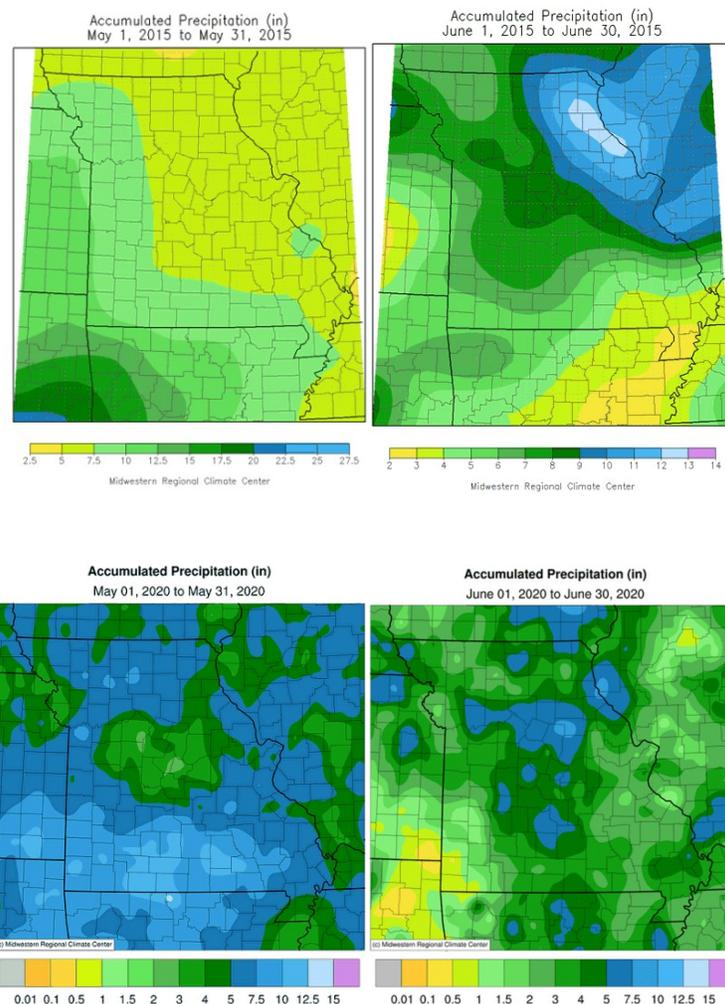 Accumulated Precipitation (in)
May 1, 2015 to May 31, 2015
2.5 5 7.5 10 12.5 15 17.5 20 22.5 25 27.5
Midwestern Regional Climate Center
Accumulated Precipitation (in)
June 1, 2015 to June 30, 2015
2 3 4 5 6 7 8 9 10 11 12 13 14
Midwestern Regional Climate Center
Accumulated Precipitation (in)
May 01, 2020 to May 31, 2020
c) Midwestern Regional Climate Center
0.01 0.1 0.5 1 1.5 2 3 4 5 7.5 10 12.5 15
Accumulated Precipitation (in)
June 01, 2020 to June 30, 2020
(c) Midwestern Regional Climate Center
0.01 0.1 0.5 1 1.5 2 3 4 5 7.5 10 12.5 15